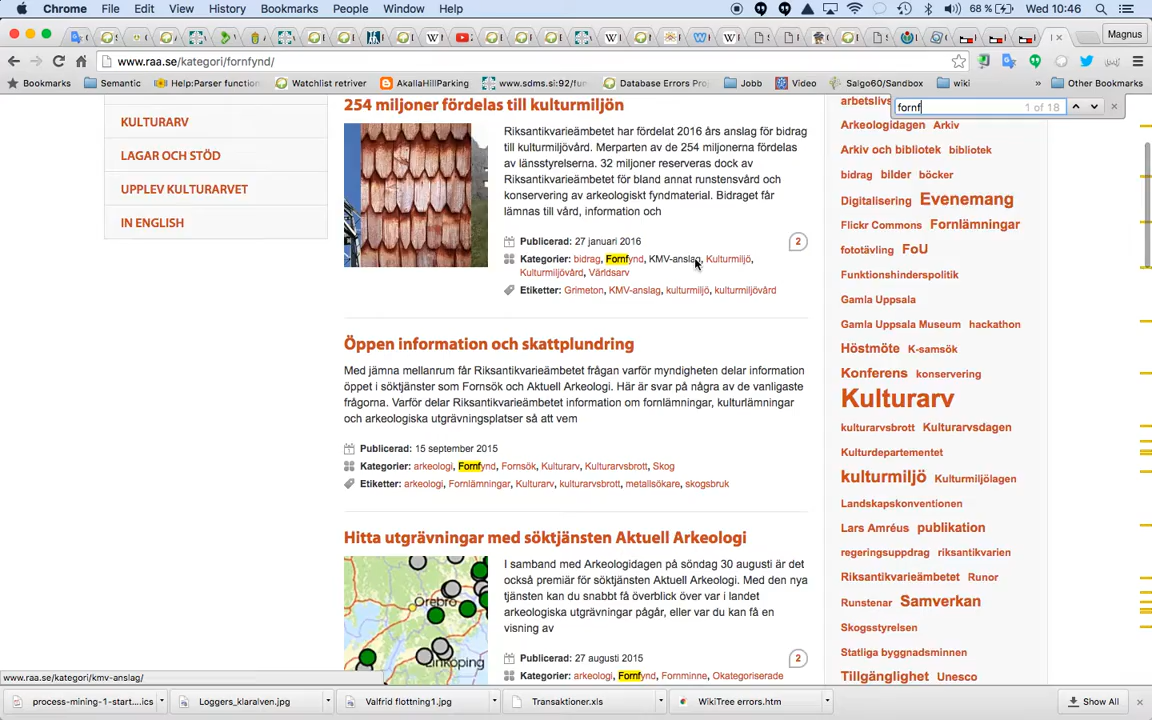 Chrome File Edit View History Bookmarks People Window Help 68 % Wed 10:46
Magnus
www.raa.se/kategori/fornfynd/
Bookmarks Semantic Help:Parser function Watchlist retriever AkallaHillParking www.sdms.si:92/fun Database Errors Pro Jobb Video Salgo60/Sandbox wiki » Other Bookmarks
fornf 1 of 18
KULTURARV
LAGAR OCH STÖD
UPPLEV KULTURARVET
IN ENGLISH
254 miljoner fördelas till kulturmiljön
Riksantikvarieämbetet har fördelat 2016 års anslag för bidrag
till kulturmiljövård. Merparten av de 254 miljonerna fördelas
av länsstyrelserna. 32 miljoner reserveras dock av
Riksantikvarieämbetet för bland annat runstensvård och
konservering av arkeologiskt fyndmaterial. Bidraget får
lämnas till vård, information och
Publicerad: 27 januari 2016
2
Kategorier: bidrag, Fornfynd, KMV-anslag, Kulturmiljö,
Kulturmiljövård, Världsarv
Etiketter: Grimeton, KMV-anslag, kulturmiljö, kulturmiljövård
Öppen information och skattplundring
Med jämna mellanrum får Riksantikvarieämbetet frågan varför myndigheten delar information
öppet i söktjänster som Fornsök och Aktuell Arkeologi. Här är svar på några av de vanligaste
frågorna. Varför delar Riksantikvarieämbetet information om fornlämningar, kulturlämningar
och arkeologiska utgrävningsplatser så att vem
Publicerad: 15 september 2015
Kategorier: arkeologi, Fornfynd, Fornsök, Kulturarv, Kulturarvsbrott, Skog
Etiketter: arkeologi, Fornlämningar, Kulturarv, kulturarvsbrott, metallsökare, skogsbruk
Hitta utgrävningar med söktjänsten Aktuell Arkeologi
Örebro
Linköping
I samband med Arkeologidagen på söndag 30 augusti är det
också premiär för söktjänsten Aktuell Arkeologi. Med den nya
tjänsten kan du snabbt få överblick över var i landet
arkeologiska utgrävningar pågår, eller var du kan få en
visning av
Publicerad: 27 augusti 2015
2
Kategorier: arkeologi, Fornfynd, Fornminne, Okategoriserade
arbetslivs
Arkeologidagen Arkiv
Arkiv och bibliotek bibliotek
bidrag bilder böcker
Digitalisering Evenemang
Flickr Commons Fornlämningar
fototävling FoU
Funktionshinderspolitik
Gamla Uppsala
Gamla Uppsala Museum hackathon
Höstmöte K-samsök
Konferens konservering
Kulturarv
kulturarvsbrott Kulturarvsdagen
Kulturdepartementet
kulturmiljö Kulturmiljölagen
Landskapskonventionen
Lars Amréus publikation
regeringsuppdrag riksantikvarien
Riksantikvarieämbetet Runor
Runstenar Samverkan
Skogsstyrelsen
Statliga byggnadsminnen
Tillgänglighet Unesco
www.raa.se/kategori/kmv-anslag/
process-mining-1-start....ics Loggers_klaralven.jpg Valfrid flottning1.jpg Transaktioner.xls WikiTree errors.htm Show All